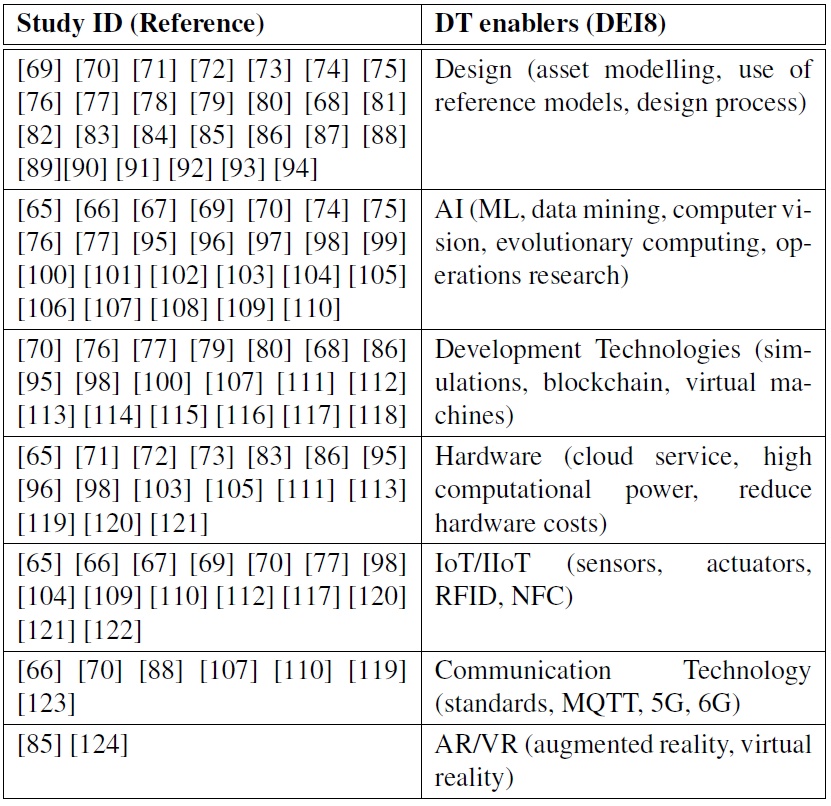 Study ID (Reference)
DT enablers (DEI8)
[69] [70] [71] [72] [73] [74] [75]
[76] [77] [78] [79] [80] [68] [81]
[82] [83] [84] [85] [86] [87] [88]
[89][90] [91] [92] [93] [94]
Design (asset modelling, use of
reference models, design process)
[65] [66] [67] [69] [70] [74] [75]
[76] [77] [95] [96] [97] [98] [99]
[100] [101] [102] [103] [104] [105]
[106] [107] [108] [109] [110]
AI (ML, data mining, computer vi-
sion, evolutionary computing, op-
erations research)
[70] [76] [77] [79] [80] [68] [86]
[95] [98] [100] [107] [111] [112]
[113] [114] [115] [116] [117] [118]
Development Technologies (sim-
ulations, blockchain, virtual ma-
chines)
[65] [71] [72] [73] [83] [86] [95]
[96] [98] [103] [105] [111] [113]
[119] [120] [121]
Hardware (cloud service, high
computational power, reduce
hardware costs)
[65] [66] [67] [69] [70] [77] [98]
[104] [109] [110] [112] [117] [120]
[121] [122]
IoT/IIoT (sensors, actuators,
RFID, NFC)
[66] [70] [88] [107] [110] [119]
[123]
Communication Technology
(standards, MQTT, 5G, 6G)
[85] [124]
AR/VR (augmented reality, virtual
reality)